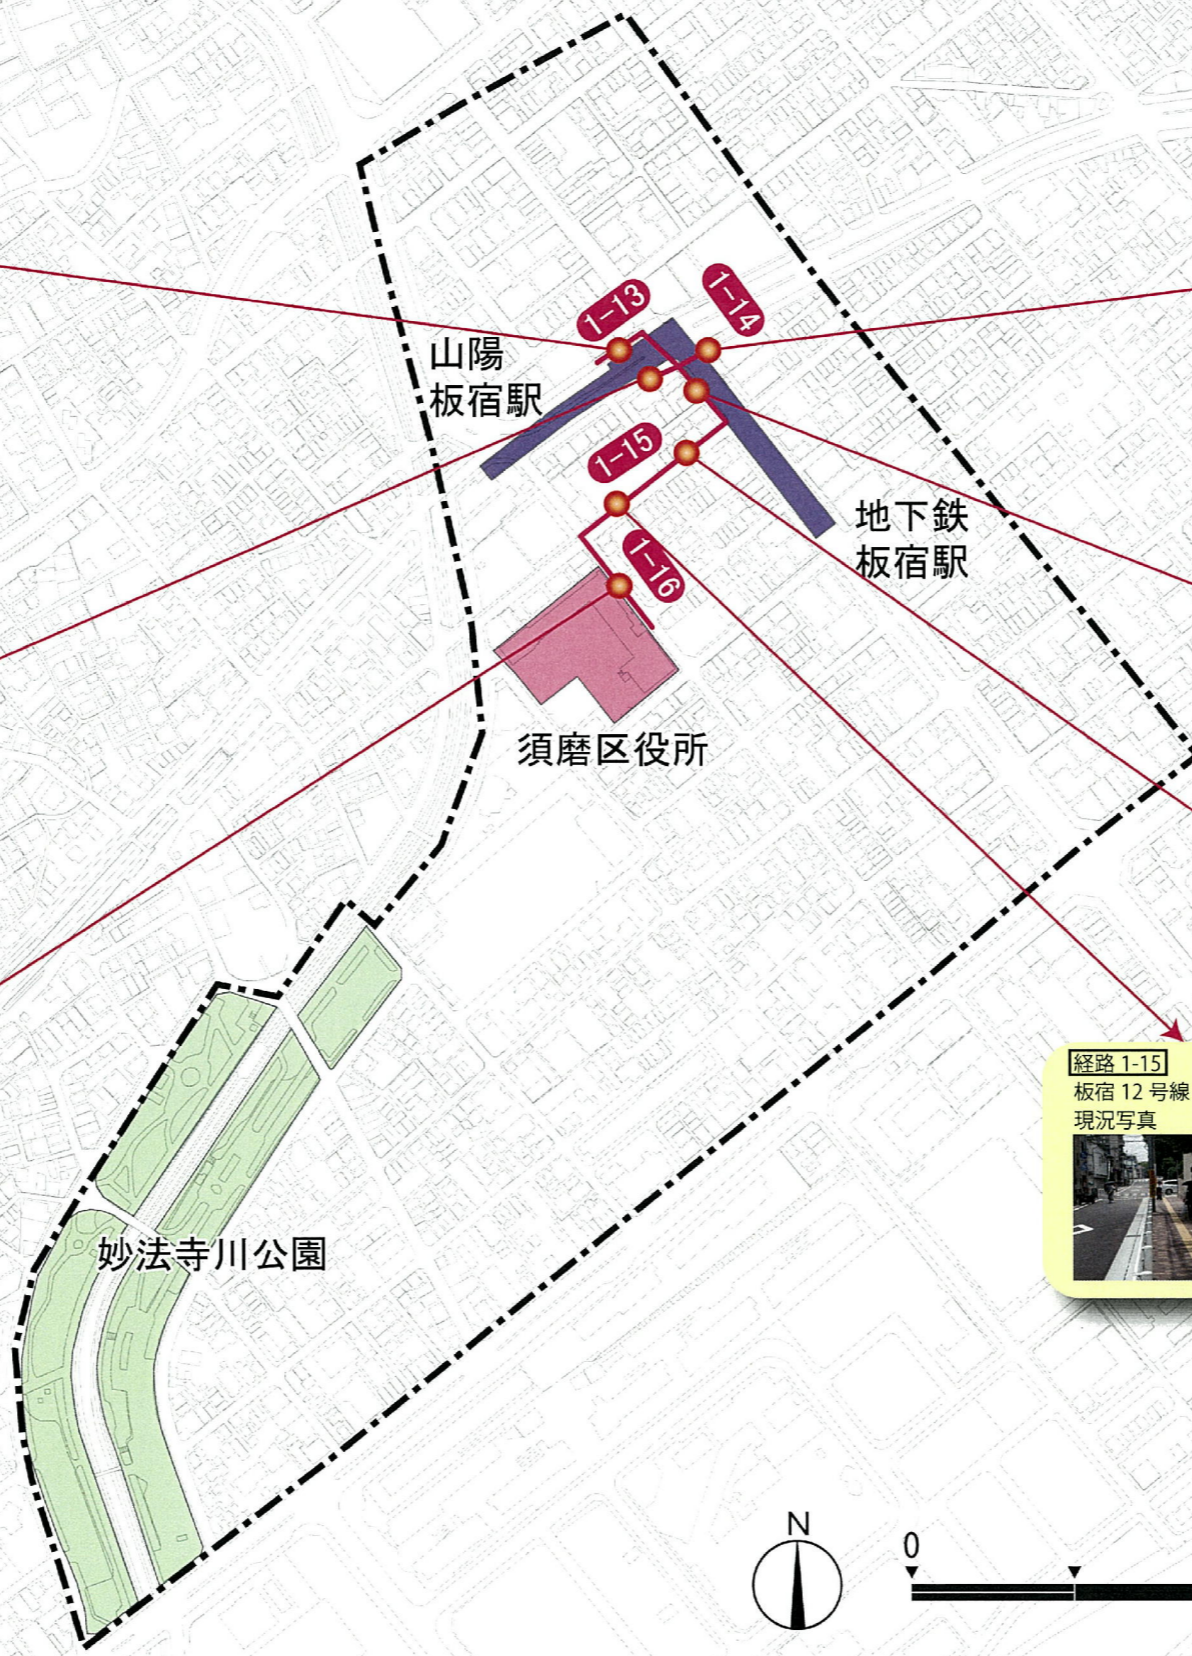 1-13
1-14
山陽
板宿駅
1-15
地下鉄
板宿駅
1-16
須磨区役所
経路 1-15
板宿 12 号線
現況写真
妙法寺川公園
N
0